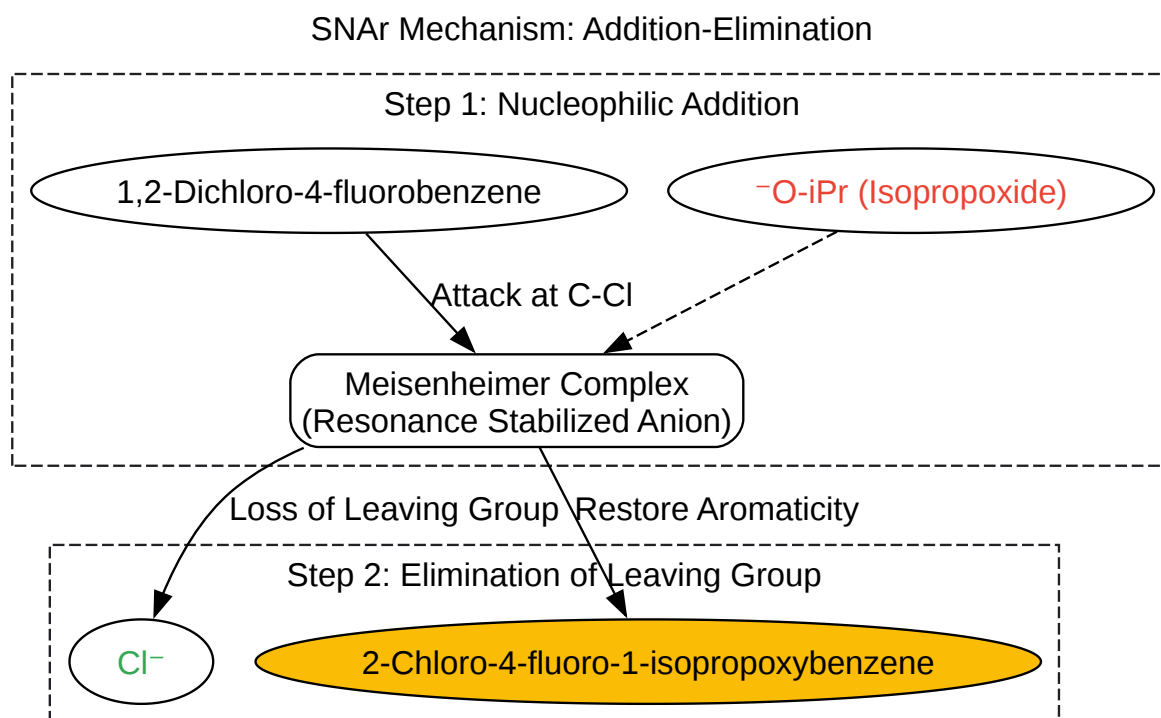 SNAr Mechanism: Addition-Elimination
Step 1: Nucleophilic Addition
1,2-Dichloro-4-fluorobenzene
⁻O-iPr (Isopropoxide)
Attack at C-Cl
Meisenheimer Complex
(Resonance Stabilized Anion)
Loss of Leaving Group
Restore Aromaticity
Step 2: Elimination of Leaving Group
Cl⁻
2-Chloro-4-fluoro-1-isopropoxybenzene